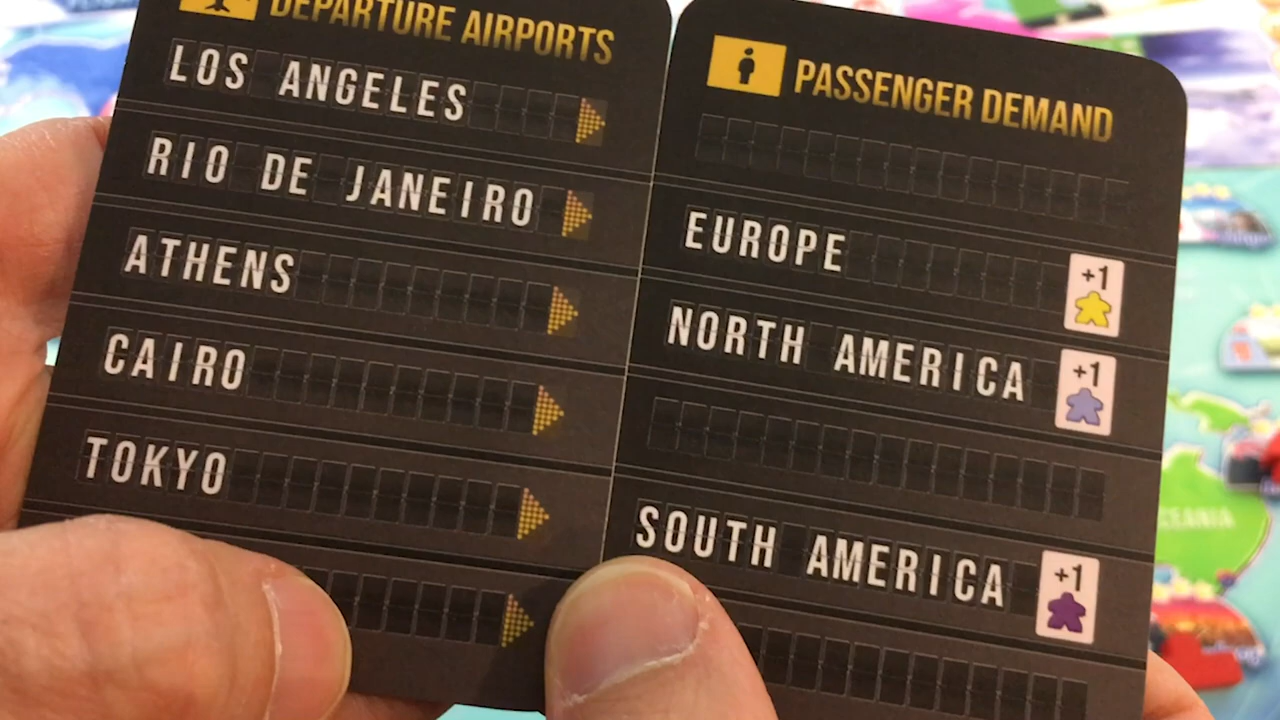 DEPARTURE AIRPORTS
LOS ANGELES
RIO DE JANEIRO
ATHENS
CAIRO
TOKYO
PASSENGER DEMAND
EUROPE
+1
NORTH AMERICA
+1
SOUTH AMERICA
+1
OCEANIA